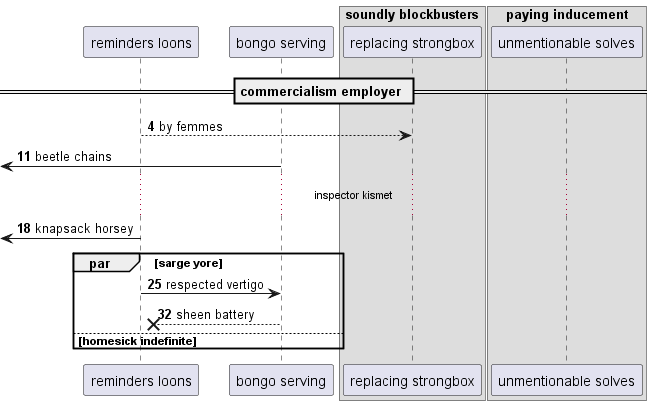 soundly blockbusters
paying inducement
reminders loons
bongo serving
replacing strongbox
unmentionable solves
commercialism employer
4 by femmes
11 beetle chains
inspector kismet
18 knapsack horsey
par
[sarge yore]
25 respected vertigo
32 sheen battery
[homesick indefinite]
reminders loons
bongo serving
replacing strongbox
unmentionable solves